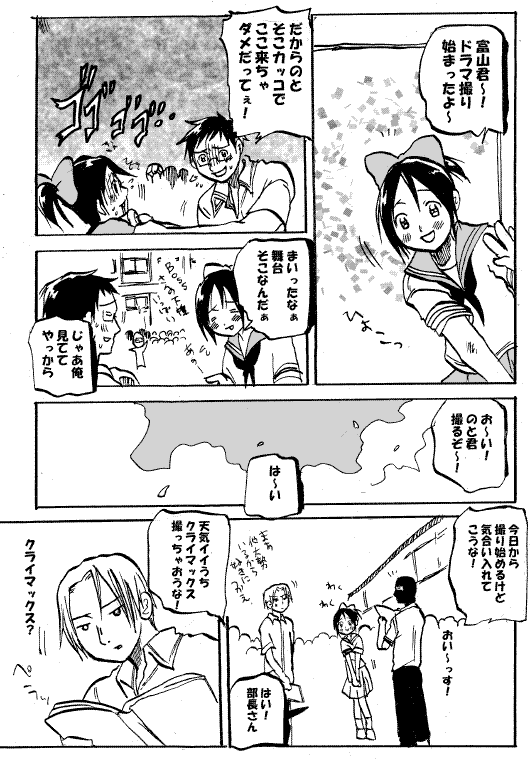 富山君〜!
ドラマ撮り
始まったよ〜
ひょこっ
だからのと
そこカッコで
ここ来ちゃ
ダメだってぇ!
ゴゴゴゴ…
まいったなぁ
舞台
そこなんだぁ
じゃあ俺
見てて
やっから
お〜い!
のと君
撮るぞ〜!
は〜い
今日から
撮り始めるけど
気合い入れて
こうな!
おい〜っす!
わく
わく
はい!
部長さん
天気イイうち
クライマックス
撮っちゃおうな!
クライマックス?